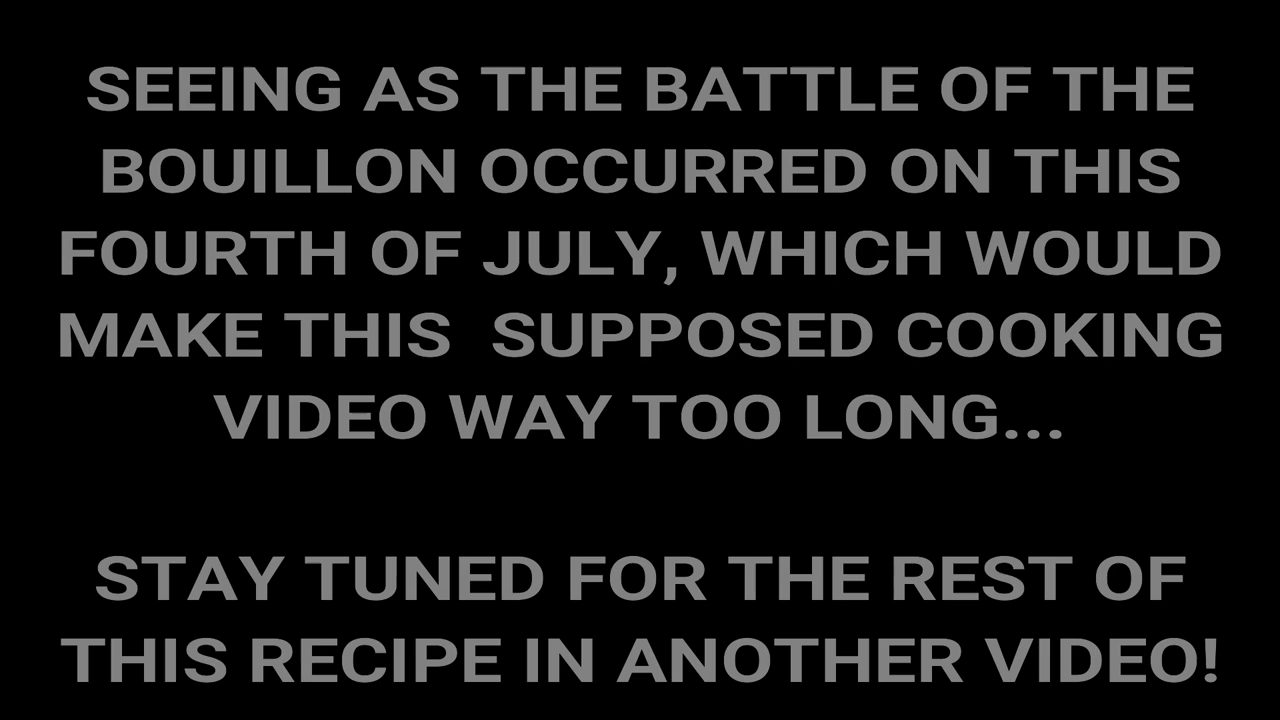 SEEING AS THE BATTLE OF THE
BOUILLON OCCURRED ON THIS
FOURTH OF JULY, WHICH WOULD
MAKE THIS  SUPPOSED COOKING
VIDEO WAY TOO LONG...
STAY TUNED FOR THE REST OF
THIS RECIPE IN ANOTHER VIDEO!